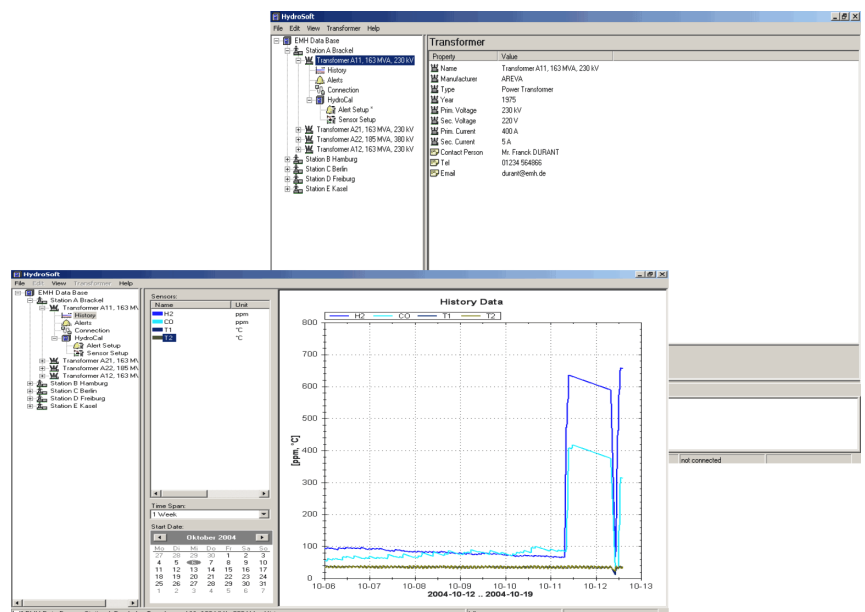 HydroSoft
File Edit View Transformer Help
EMH Data Base
Station A Brackel
Transformer A11, 163 MVA, 230 kV
History
Alerts
Connection
HydroCal
Alert Setup *
Sensor Setup
Transformer A21, 163 MVA, 230 kV
Transformer A22, 185 MVA, 380 kV
Transformer A12, 163 MVA, 230 kV
Station B Hamburg
Station C Berlin
Station D Freiburg
Station E Kasel
Transformer
Property Value
Name Transformer A11, 163 MVA, 230 kV
Manufacturer AREVA
Type Power Transformer
Year 1975
Prim. Voltage 230 kV
Sec. Voltage 220 V
Prim. Current 400 A
Sec. Current 5 A
Contact Person Mr. Franck DURANT
Tel 01234 564866
Email durant@emh.de
not connected
HydroSoft
File Edit View Transformer Help
EMH Data Base
Station A Brackel
Transformer A11, 163 M
History
Alerts
Connection
HydroCal
Alert Setup
Sensor Setup
Transformer A21, 163 M
Transformer A22, 185 M
Transformer A12, 163 M
Station B Hamburg
Station C Berlin
Station D Freiburg
Station E Kasel
Sensors:
Name Unit
H2 ppm
CO ppm
T1 °C
T2 °C
Time Span:
1 Week
Start Date:
Oktober 2004
Mo Di Mi Do Fr Sa So
27 28 29 30 1 2 3
4 5 6 7 8 9 10
11 12 13 14 15 16 17
18 19 20 21 22 23 24
25 26 27 28 29 30 31
1 2 3 4 5 6 7
History Data
H2 CO T1 T2
800
700
600
500
400
300
200
100
0
[ppm, °C]
10-06 10-07 10-08 10-09 10-10 10-11 10-12 10-13
2004-10-12 .. 2004-10-19